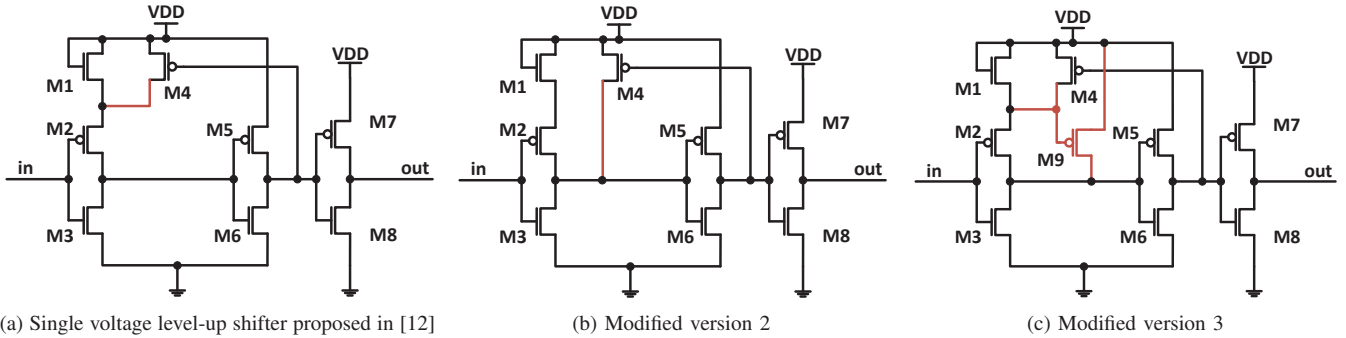 VDD
VDD
M1
M4
M2
M5
M7
in
out
M3
M6
M8
(a) Single voltage level-up shifter proposed in [12]
VDD
VDD
M1
M4
M2
M5
M7
in
out
M3
M6
M8
(b) Modified version 2
VDD
VDD
M1
M4
M2
M5
M7
M9
in
out
M3
M6
M8
(c) Modified version 3